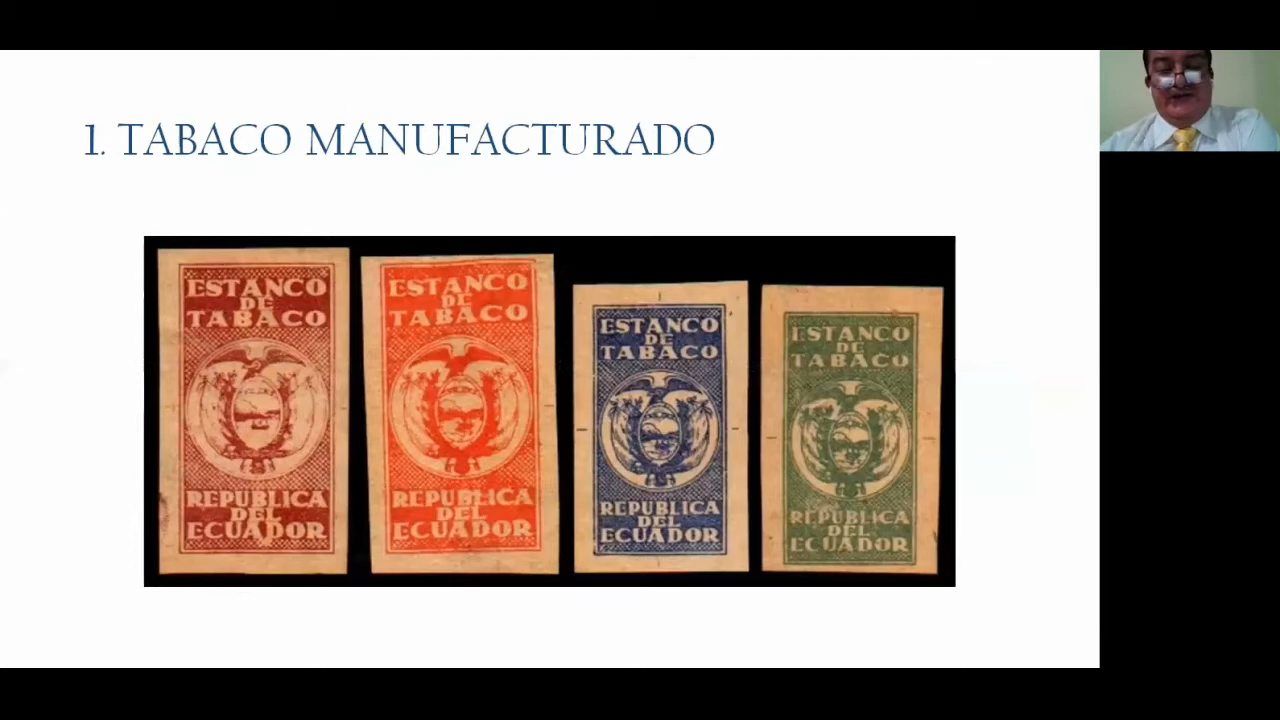 1. TABACO MANUFACTURADO
ESTANCO
DE
TABACO
REPUBLICA
DEL
ECUADOR
ESTANCO
DE
TABACO
REPUBLICA
DEL
ECUADOR
ESTANCO
DE
TABACO
REPUBLICA
DEL
ECUADOR
ESTANCO
DE
TABACO
REPUBLICA
DEL
ECUADOR